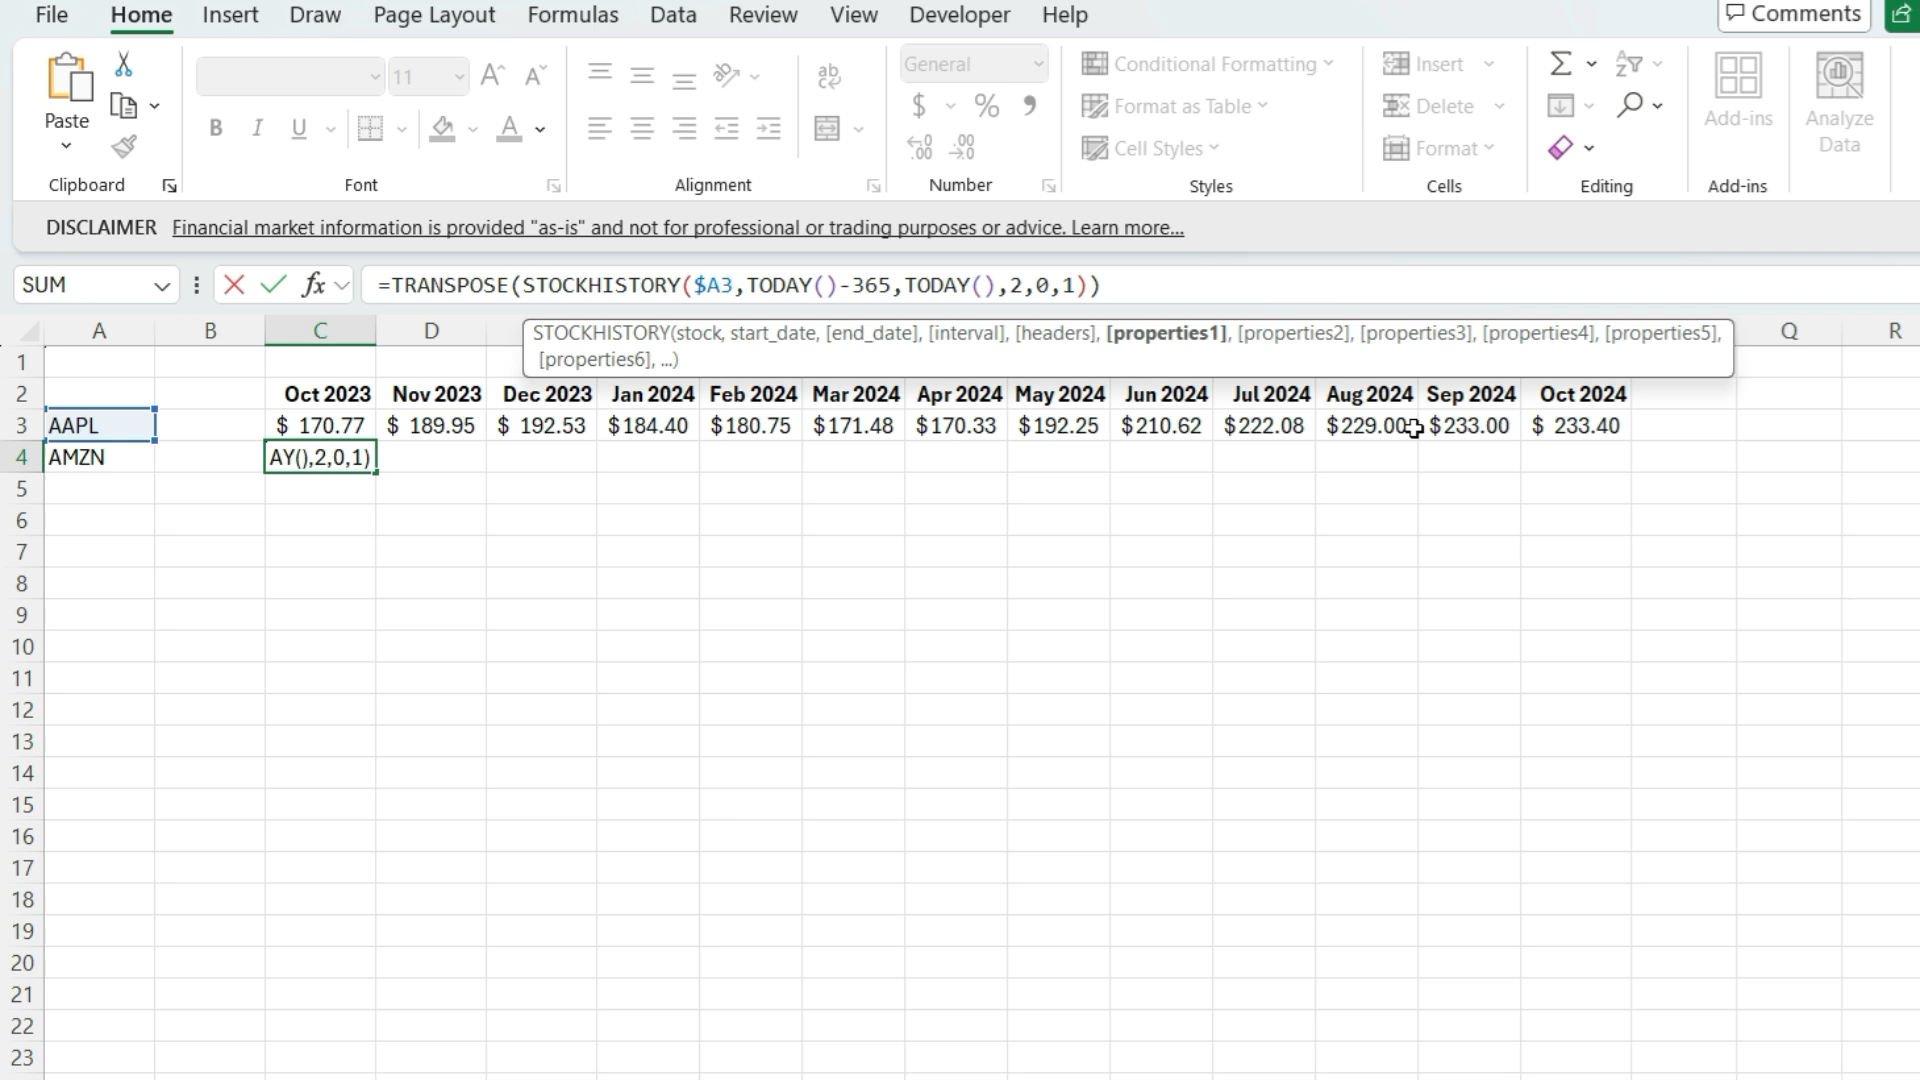 File Home Insert Draw Page Layout Formulas Data Review View Developer Help Comments
Paste
Clipboard
11
B I U
A A
Font
ab
Alignment
General
$ % 9
Number
Conditional Formatting
Format as Table
Cell Styles
Styles
Insert
Delete
Format
Cells
Editing
Add-ins
Add-ins
Analyze
Data
DISCLAIMER Financial market information is provided "as-is" and not for professional or trading purposes or advice. Learn more...
SUM fx =TRANSPOSE(STOCKHISTORY($A3,TODAY()-365,TODAY(),2,0,1))
STOCKHISTORY(stock, start_date, [end_date], [interval], [headers], [properties1], [properties2], [properties3], [properties4], [properties5],
[properties6], ...)
A B C D Q R
1
2 Oct 2023 Nov 2023 Dec 2023 Jan 2024 Feb 2024 Mar 2024 Apr 2024 May 2024 Jun 2024 Jul 2024 Aug 2024 Sep 2024 Oct 2024
3 AAPL $ 170.77 $ 189.95 $ 192.53 $184.40 $180.75 $171.48 $170.33 $192.25 $210.62 $222.08 $229.00 $233.00 $ 233.40
4 AMZN AY(),2,0,1)
5
6
7
8
9
10
11
12
13
14
15
16
17
18
19
20
21
22
23